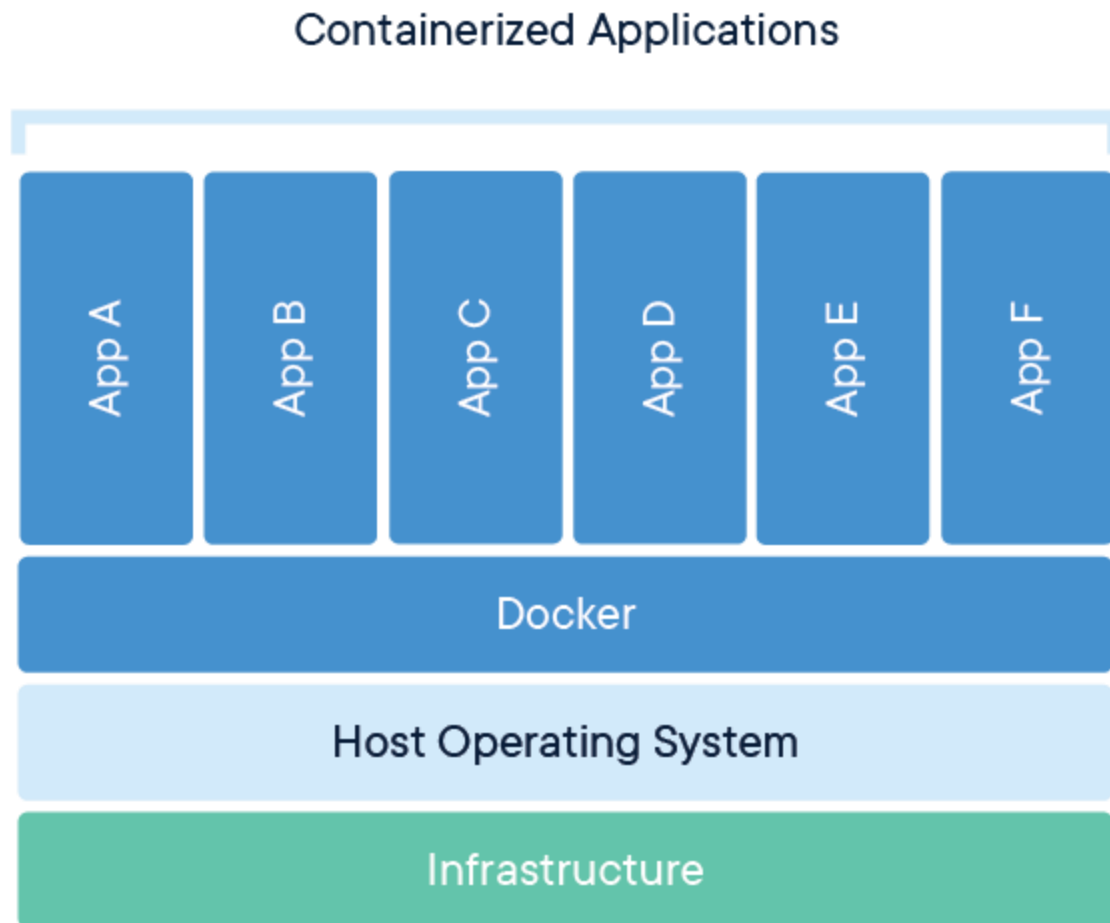 Containerized Applications
App A
App B
App C
App D
App E
App F
Docker
Host Operating System
Infrastructure